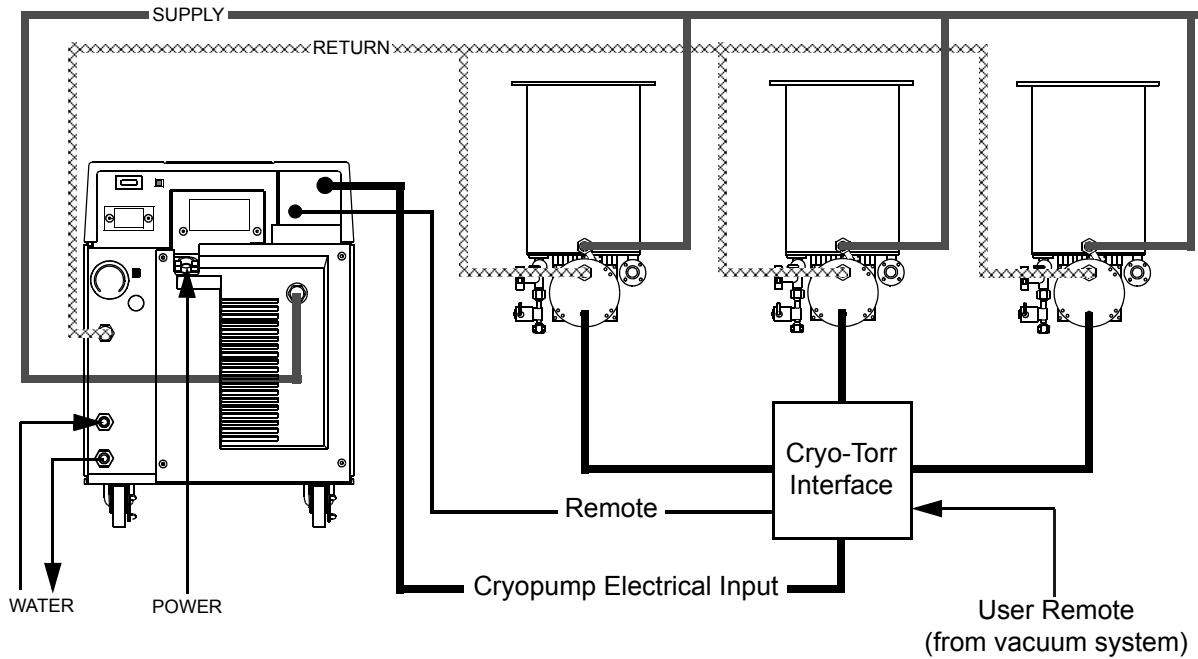 SUPPLY
RETURN
Cryo-Torr
Interface
Remote
Cryopump Electrical Input
WATER
POWER
User Remote
(from vacuum system)